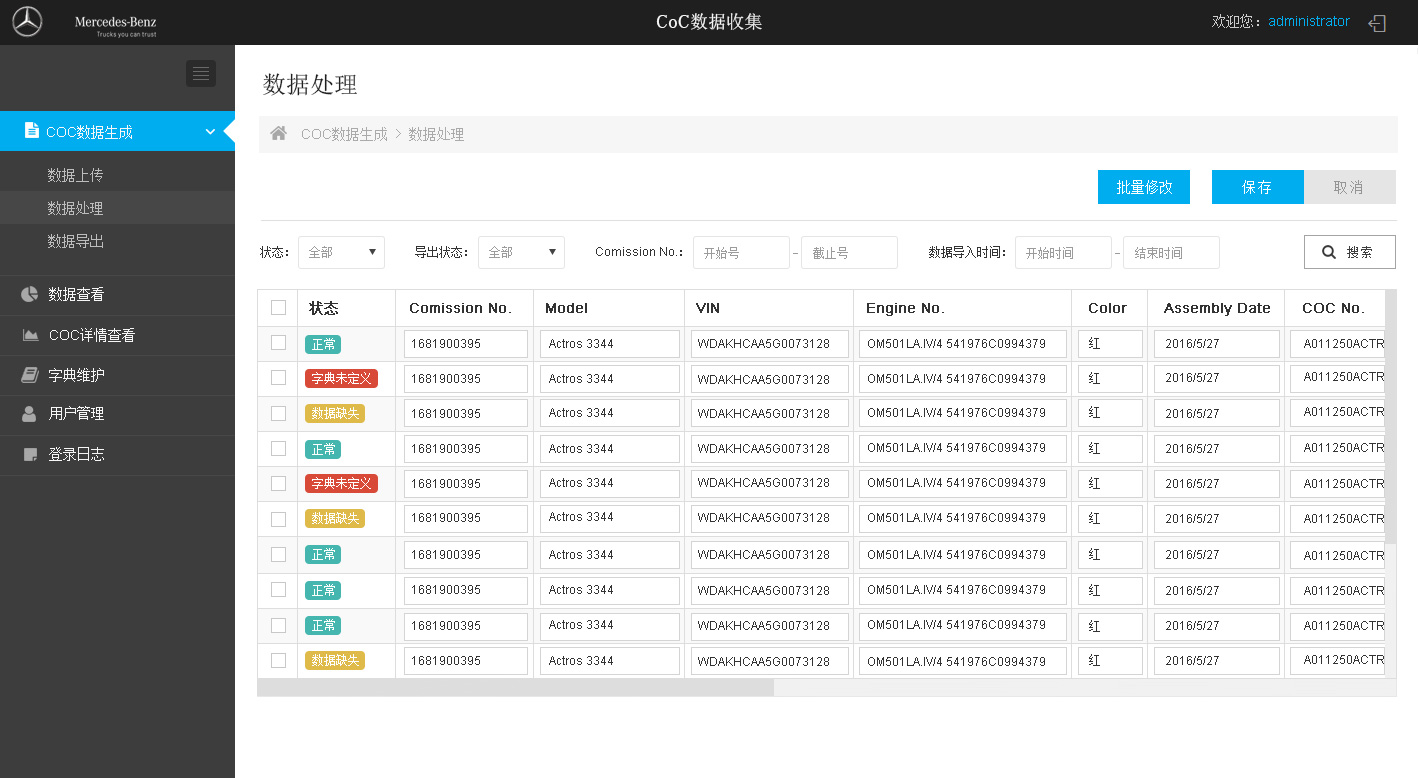 Mercedes-Benz
Trucks you can trust
CoC数据收集
欢迎您：administrator
COC数据生成
数据上传
数据处理
数据导出
数据查看
COC详情查看
字典维护
用户管理
登录日志
数据处理
COC数据生成 > 数据处理
批量修改 保存 取消
状态： 全部 导出状态： 全部 Comission No.： 开始号 - 截止号 数据导入时间： 开始时间 - 结束时间 搜索
状态 Comission No. Model VIN Engine No. Color Assembly Date COC No.
正常 1681900395 Actros 3344 WDAKHCAA5G0073128 OM501LA.IV/4 541976C0994379 红 2016/5/27 A011250ACTR
字典未定义 1681900395 Actros 3344 WDAKHCAA5G0073128 OM501LA.IV/4 541976C0994379 红 2016/5/27 A011250ACTR
数据缺失 1681900395 Actros 3344 WDAKHCAA5G0073128 OM501LA.IV/4 541976C0994379 红 2016/5/27 A011250ACTR
正常 1681900395 Actros 3344 WDAKHCAA5G0073128 OM501LA.IV/4 541976C0994379 红 2016/5/27 A011250ACTR
字典未定义 1681900395 Actros 3344 WDAKHCAA5G0073128 OM501LA.IV/4 541976C0994379 红 2016/5/27 A011250ACTR
数据缺失 1681900395 Actros 3344 WDAKHCAA5G0073128 OM501LA.IV/4 541976C0994379 红 2016/5/27 A011250ACTR
正常 1681900395 Actros 3344 WDAKHCAA5G0073128 OM501LA.IV/4 541976C0994379 红 2016/5/27 A011250ACTR
正常 1681900395 Actros 3344 WDAKHCAA5G0073128 OM501LA.IV/4 541976C0994379 红 2016/5/27 A011250ACTR
正常 1681900395 Actros 3344 WDAKHCAA5G0073128 OM501LA.IV/4 541976C0994379 红 2016/5/27 A011250ACTR
数据缺失 1681900395 Actros 3344 WDAKHCAA5G0073128 OM501LA.IV/4 541976C0994379 红 2016/5/27 A011250ACTR